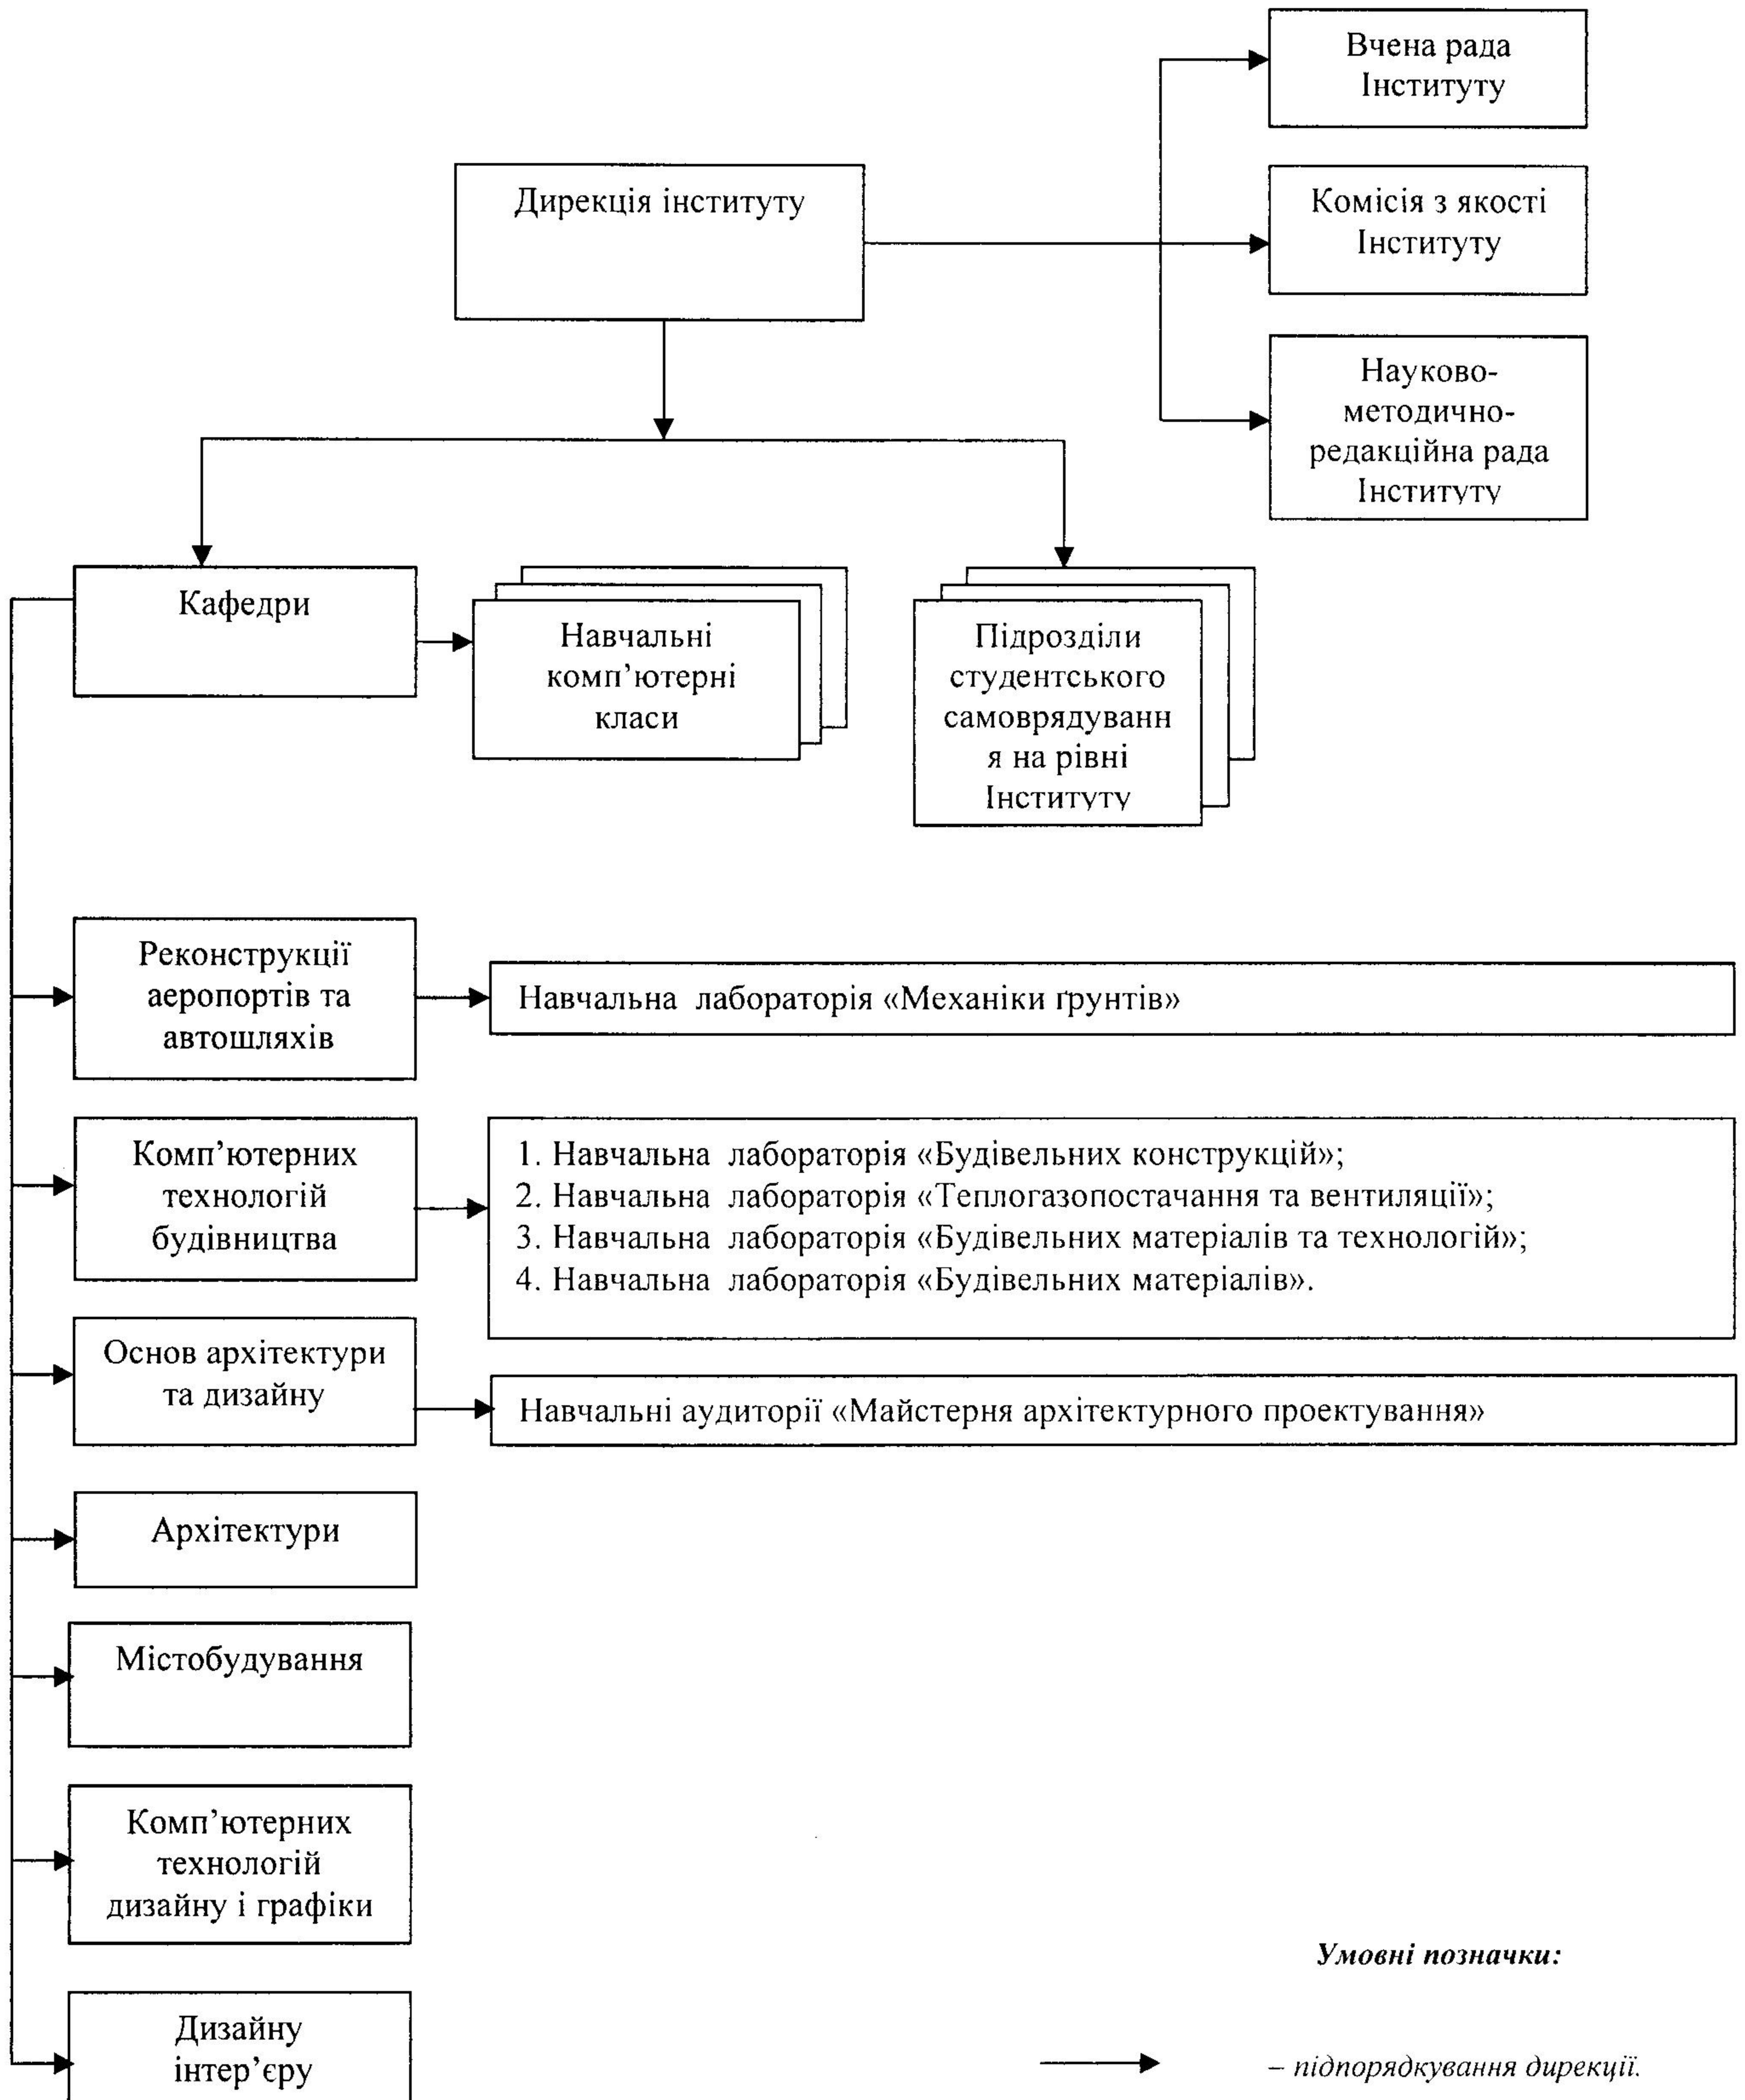 Вчена рада
Інституту
Дирекція інституту
Комісія з якості
Інституту
Науково-
методично-
редакційна рада
Інституту
Кафедри
Навчальні
комп’ютерні
класи
Підрозділи
студентського
самоврядуванн
я на рівні
Інституту
Реконструкції
аеропортів та
автошляхів
Навчальна лабораторія «Механіки ґрунтів»
Комп’ютерних
технологій
будівництва
1. Навчальна лабораторія «Будівельних конструкцій»;
2. Навчальна лабораторія «Теплогазопостачання та вентиляції»;
3. Навчальна лабораторія «Будівельних матеріалів та технологій»;
4. Навчальна лабораторія «Будівельних матеріалів».
Основ архітектури
та дизайну
Навчальні аудиторії «Майстерня архітектурного проектування»
Архітектури
Містобудування
Комп’ютерних
технологій
дизайну і графіки
Дизайну
інтер’єру
Умовні позначки:
– підпорядкування дирекції.